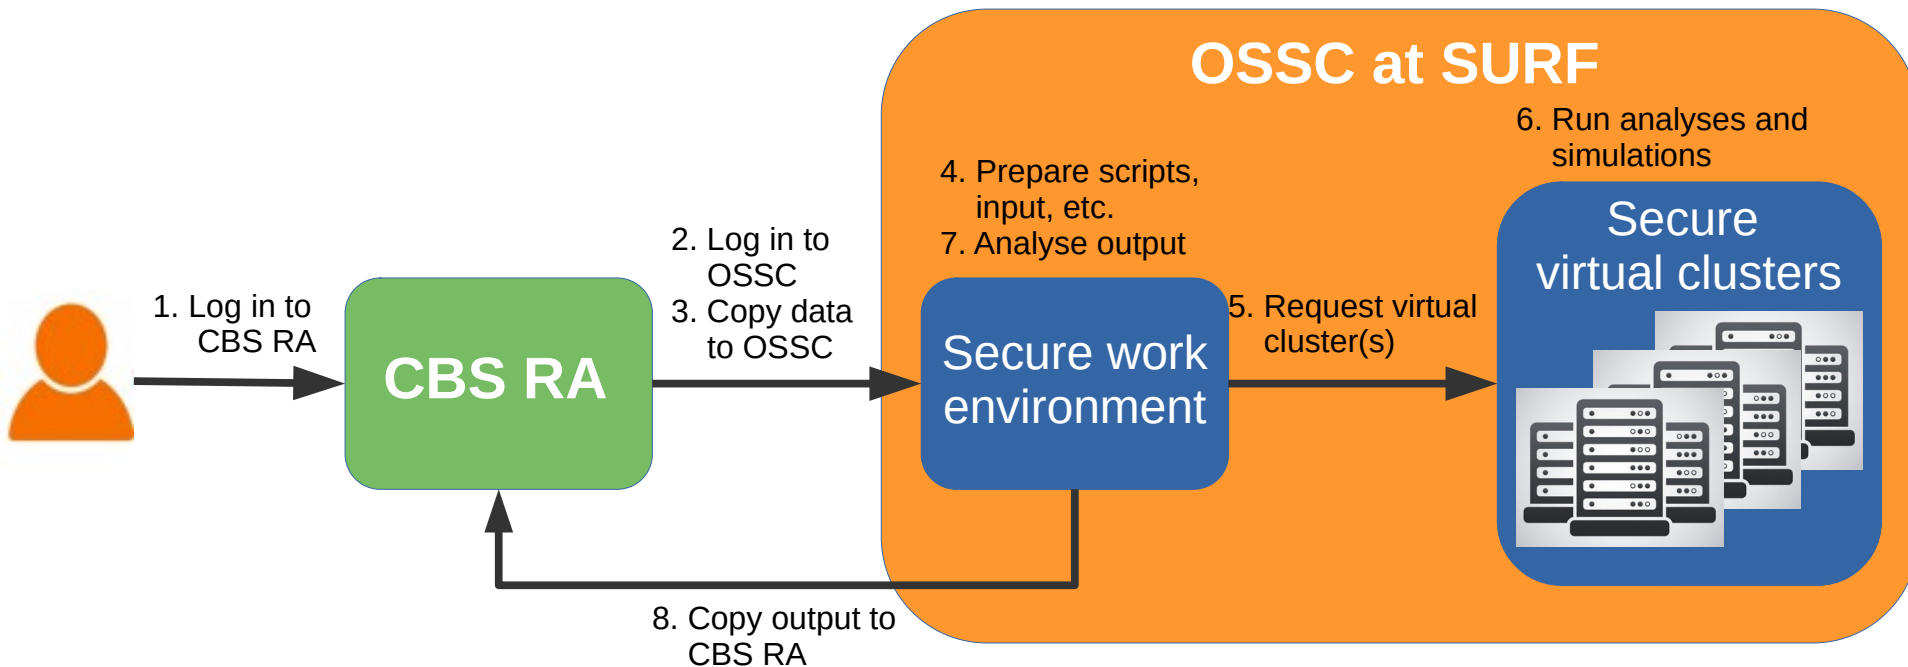 OSSC at SURF
6. Run analyses and
simulations
4. Prepare scripts,
input, etc.
7. Analyse output
Secure
virtual clusters
2. Log in to
OSSC
3. Copy data
to OSSC
1. Log in to
CBS RA
5. Request virtual
cluster(s)
CBS RA
Secure work
environment
8. Copy output to
CBS RA